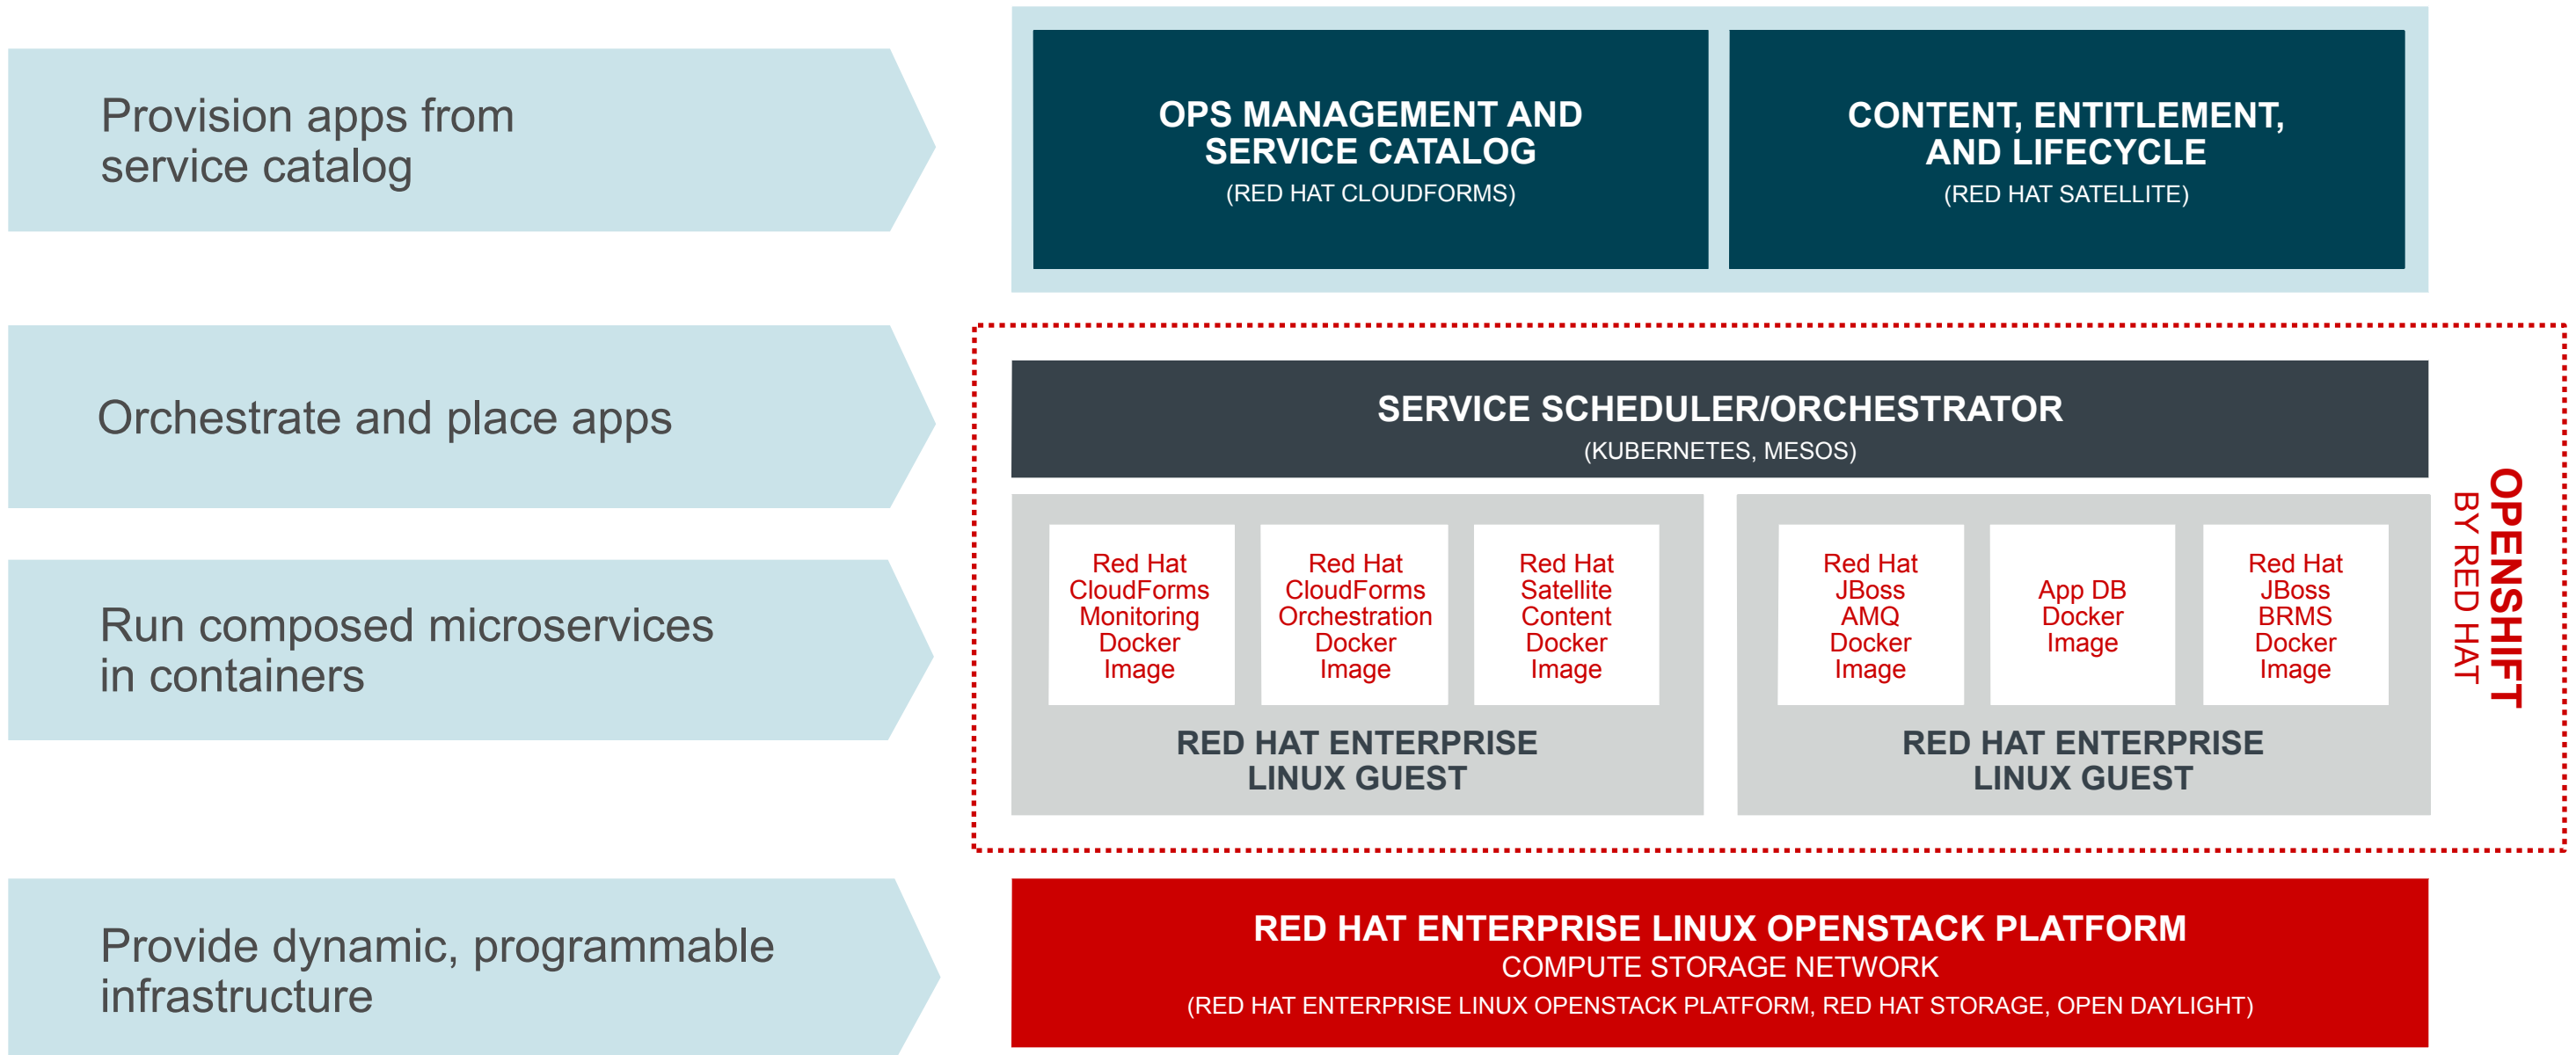 Provision apps from
service catalog
OPS MANAGEMENT AND
SERVICE CATALOG
(RED HAT CLOUDFORMS)
CONTENT, ENTITLEMENT,
AND LIFECYCLE
(RED HAT SATELLITE)
Orchestrate and place apps
SERVICE SCHEDULER/ORCHESTRATOR
(KUBERNETES, MESOS)
Run composed microservices
in containers
Red Hat
CloudForms
Monitoring
Docker
Image
Red Hat
CloudForms
Orchestration
Docker
Image
Red Hat
Satellite
Content
Docker
Image
RED HAT ENTERPRISE
LINUX GUEST
Red Hat
JBoss
AMQ
Docker
Image
App DB
Docker
Image
Red Hat
JBoss
BRMS
Docker
Image
RED HAT ENTERPRISE
LINUX GUEST
OPENSHIFT
BY RED HAT
Provide dynamic, programmable
infrastructure
RED HAT ENTERPRISE LINUX OPENSTACK PLATFORM
COMPUTE STORAGE NETWORK
(RED HAT ENTERPRISE LINUX OPENSTACK PLATFORM, RED HAT STORAGE, OPEN DAYLIGHT)